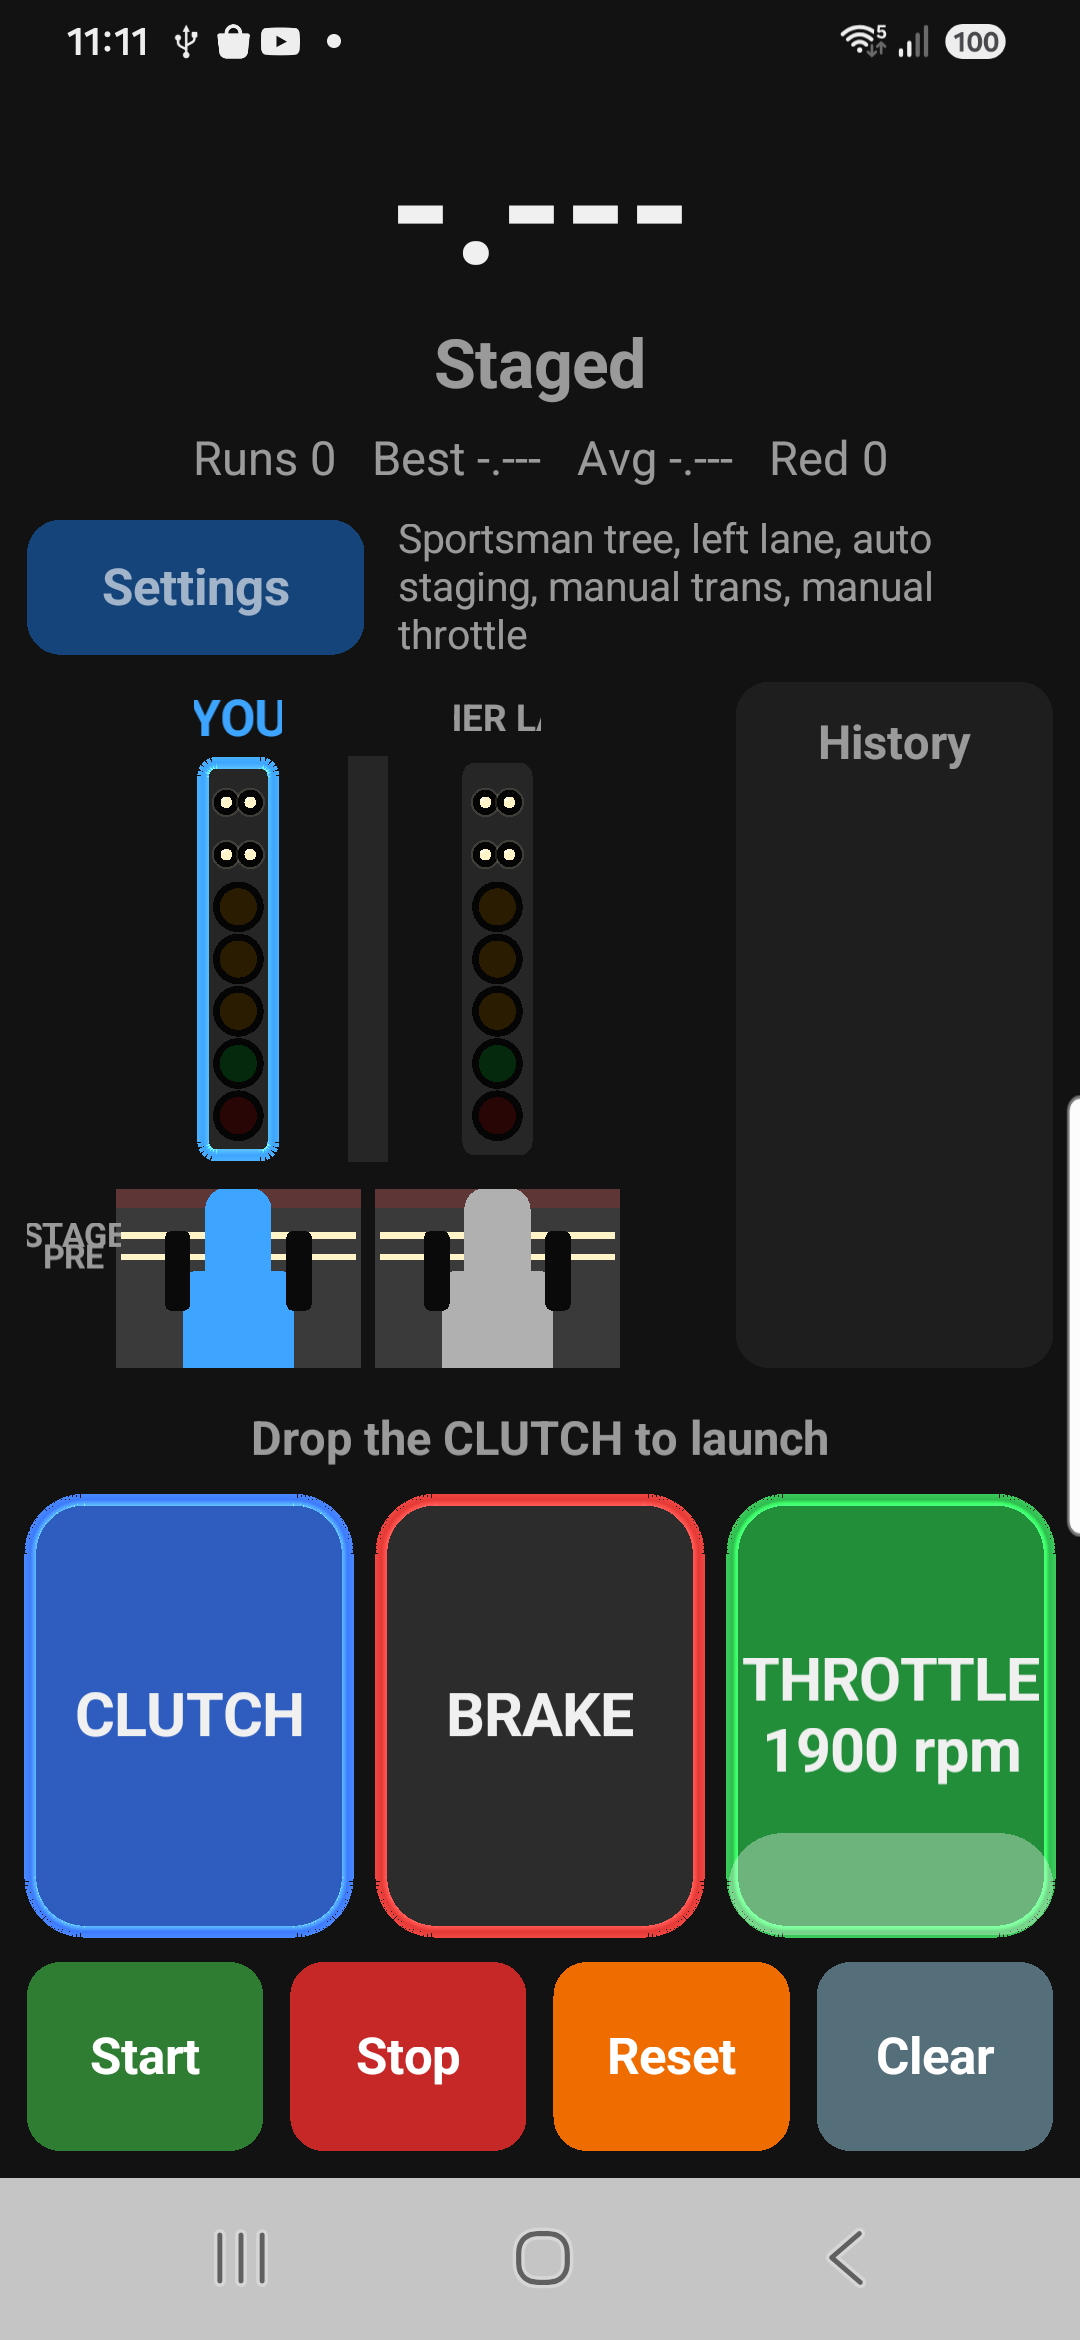 11:11
5
100
-.---
Staged
Runs 0 Best -.--- Avg -.--- Red 0
Settings
Sportsman tree, left lane, auto
staging, manual trans, manual
throttle
YOU
IER LA
History
STAGE
PRE
Drop the CLUTCH to launch
CLUTCH
BRAKE
THROTTLE
1900 rpm
Start
Stop
Reset
Clear